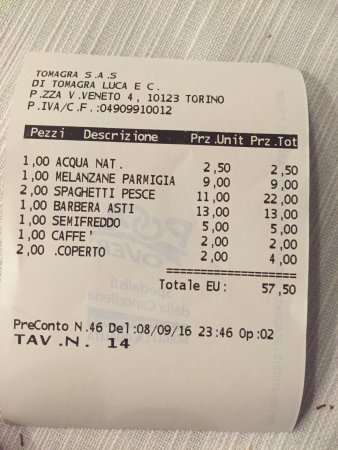 TOMAGRA S.A.S
DI TOMAGRA LUCA E C.
P.ZZA V.VENETO 4, 10123 TORINO
P.IVA/C.F.:04909910012
Pezzi Descrizione Prz.Unit Prz.Tot
1,00 ACQUA NAT. 2,50 2,50
1,00 MELANZANE PARMIGIA 9,00 9,00
2,00 SPAGHETTI PESCE 11,00 22,00
1,00 BARBERA ASTI 13,00 13,00
1,00 SEMIFREDDO 5,00 5,00
1,00 CAFFE' 2,00 2,00
2,00 .COPERTO 2,00 4,00
===================
Totale EU: 57,50
PreConto N.46 Del:08/09/16 23:46 Op:02
TAV.N. 14